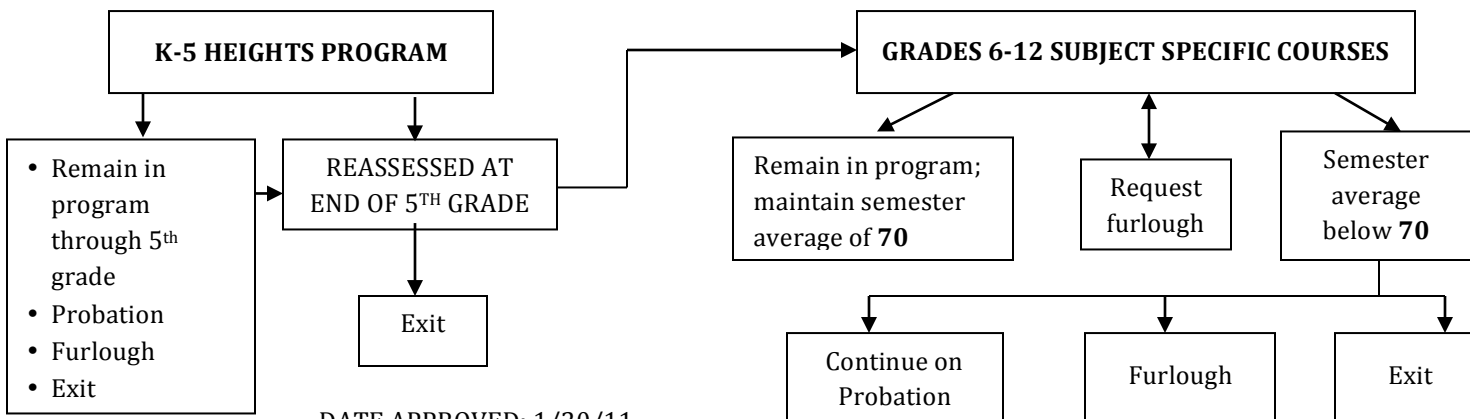 K-5 HEIGHTS PROGRAM
GRADES 6-12 SUBJECT SPECIFIC COURSES
• Remain in
program
through 5th
grade
• Probation
• Furlough
• Exit
REASSESSED AT
END OF 5TH GRADE
Exit
Remain in program;
maintain semester
average of 70
Request
furlough
Semester
average
below 70
Continue on
Probation
Furlough
Exit
DATE APPROVED: 1/30/11